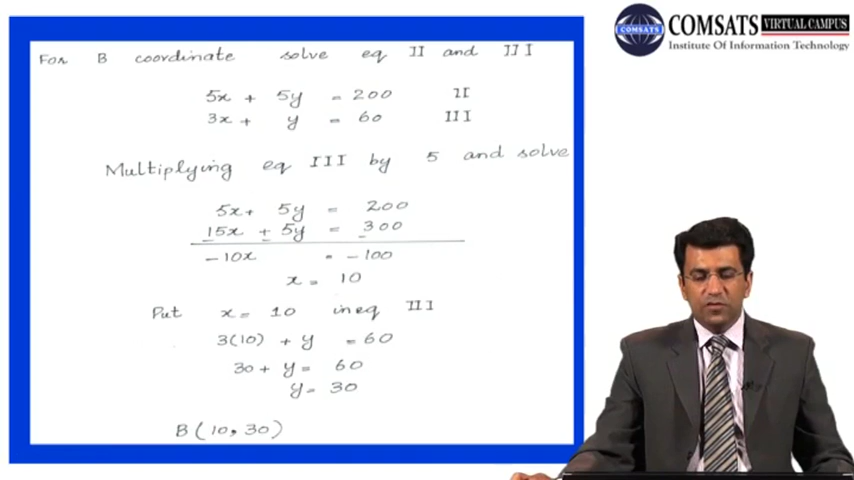 For B coordinate solve eq II and III
5x + 5y = 200 II
3x + y = 60 III
Multiplying eq III by 5 and solve
5x + 5y = 200
15x + 5y = 300
- - -
-10x = -100
x = 10
Put x = 10 in eq III
3(10) + y = 60
30 + y = 60
y = 30
B (10, 30)
COMSATS
COMSATS VIRTUAL CAMPUS
Institute Of Information Technology